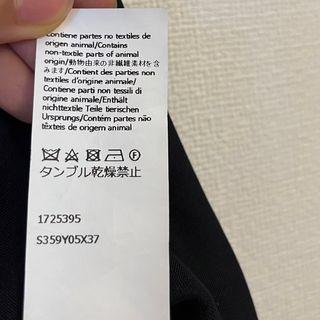 Contiene partes no textiles de
origen animal/Contains
non-textile parts of animal
origin/動物由来の非繊維素材を含
みます/Contient des parties non
textiles d'origine animale/
Contiene parti non tessili di
origine animale/Enthält
nichttextile Teile tierischen
Ursprungs/Contém partes não
têxteis de origem animal
タンブル乾燥禁止
1725395
S359Y05X37